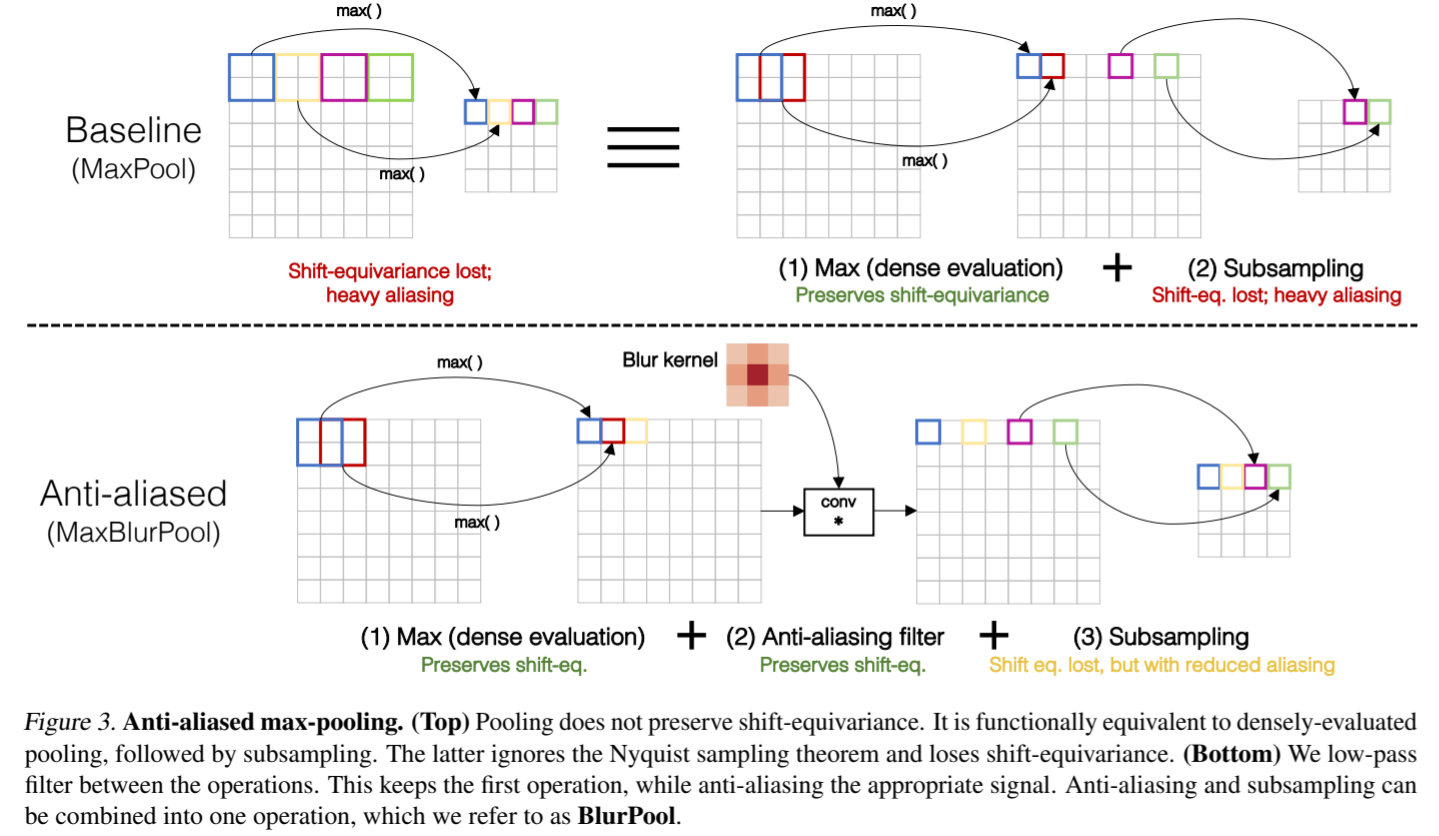 max( )
max( )
Baseline
(MaxPool)
max( )
max( )
Shift-equivariance lost;
heavy aliasing
(1) Max (dense evaluation) + (2) Subsampling
Preserves shift-equivariance
Shift-eq. lost; heavy aliasing
max( )
Blur kernel
Anti-aliased
(MaxBlurPool)
conv
*
max( )
(1) Max (dense evaluation) + (2) Anti-aliasing filter + (3) Subsampling
Preserves shift-eq.
Preserves shift-eq.
Shift eq. lost, but with reduced aliasing
Figure 3. Anti-aliased max-pooling. (Top) Pooling does not preserve shift-equivariance. It is functionally equivalent to densely-evaluated
pooling, followed by subsampling. The latter ignores the Nyquist sampling theorem and loses shift-equivariance. (Bottom) We low-pass
filter between the operations. This keeps the first operation, while anti-aliasing the appropriate signal. Anti-aliasing and subsampling can
be combined into one operation, which we refer to as BlurPool.